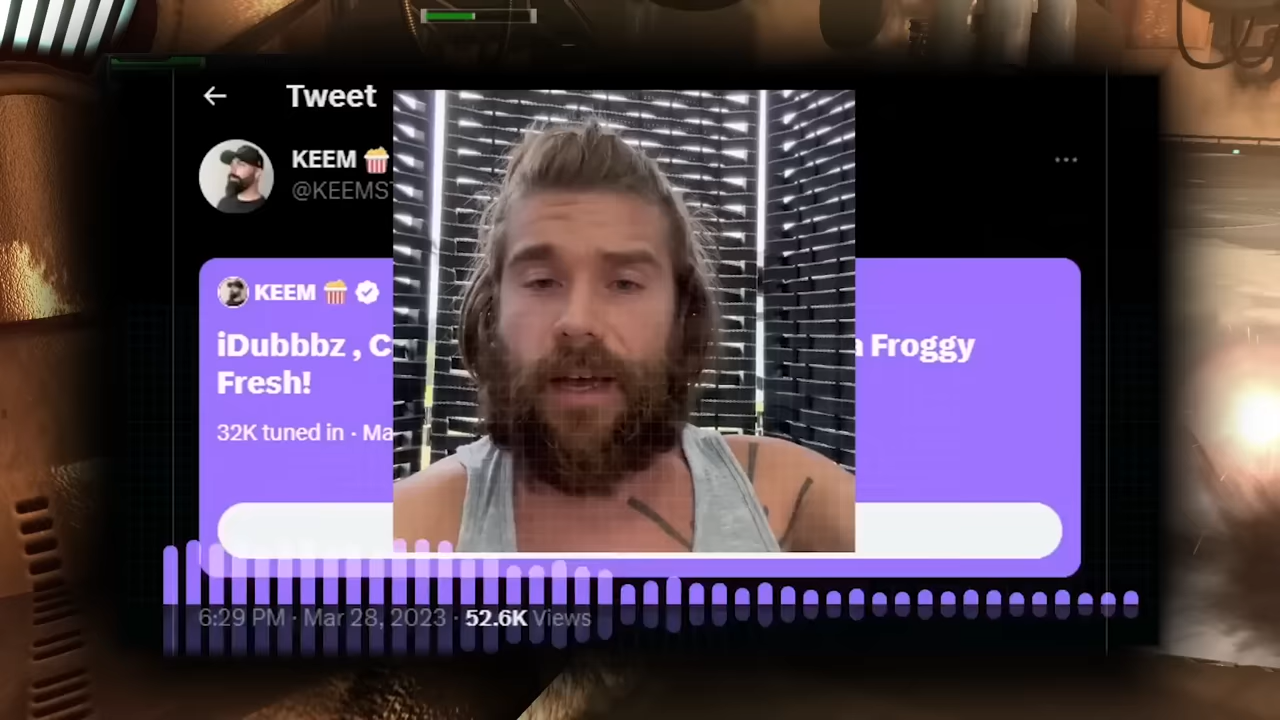 Tweet
KEEM 🍿
@KEEMS
KEEM 🍿
iDubbbz , C
Froggy
Fresh!
32K tuned in · Ma
6:29 PM · Mar 28, 2023 · 52.6K Views